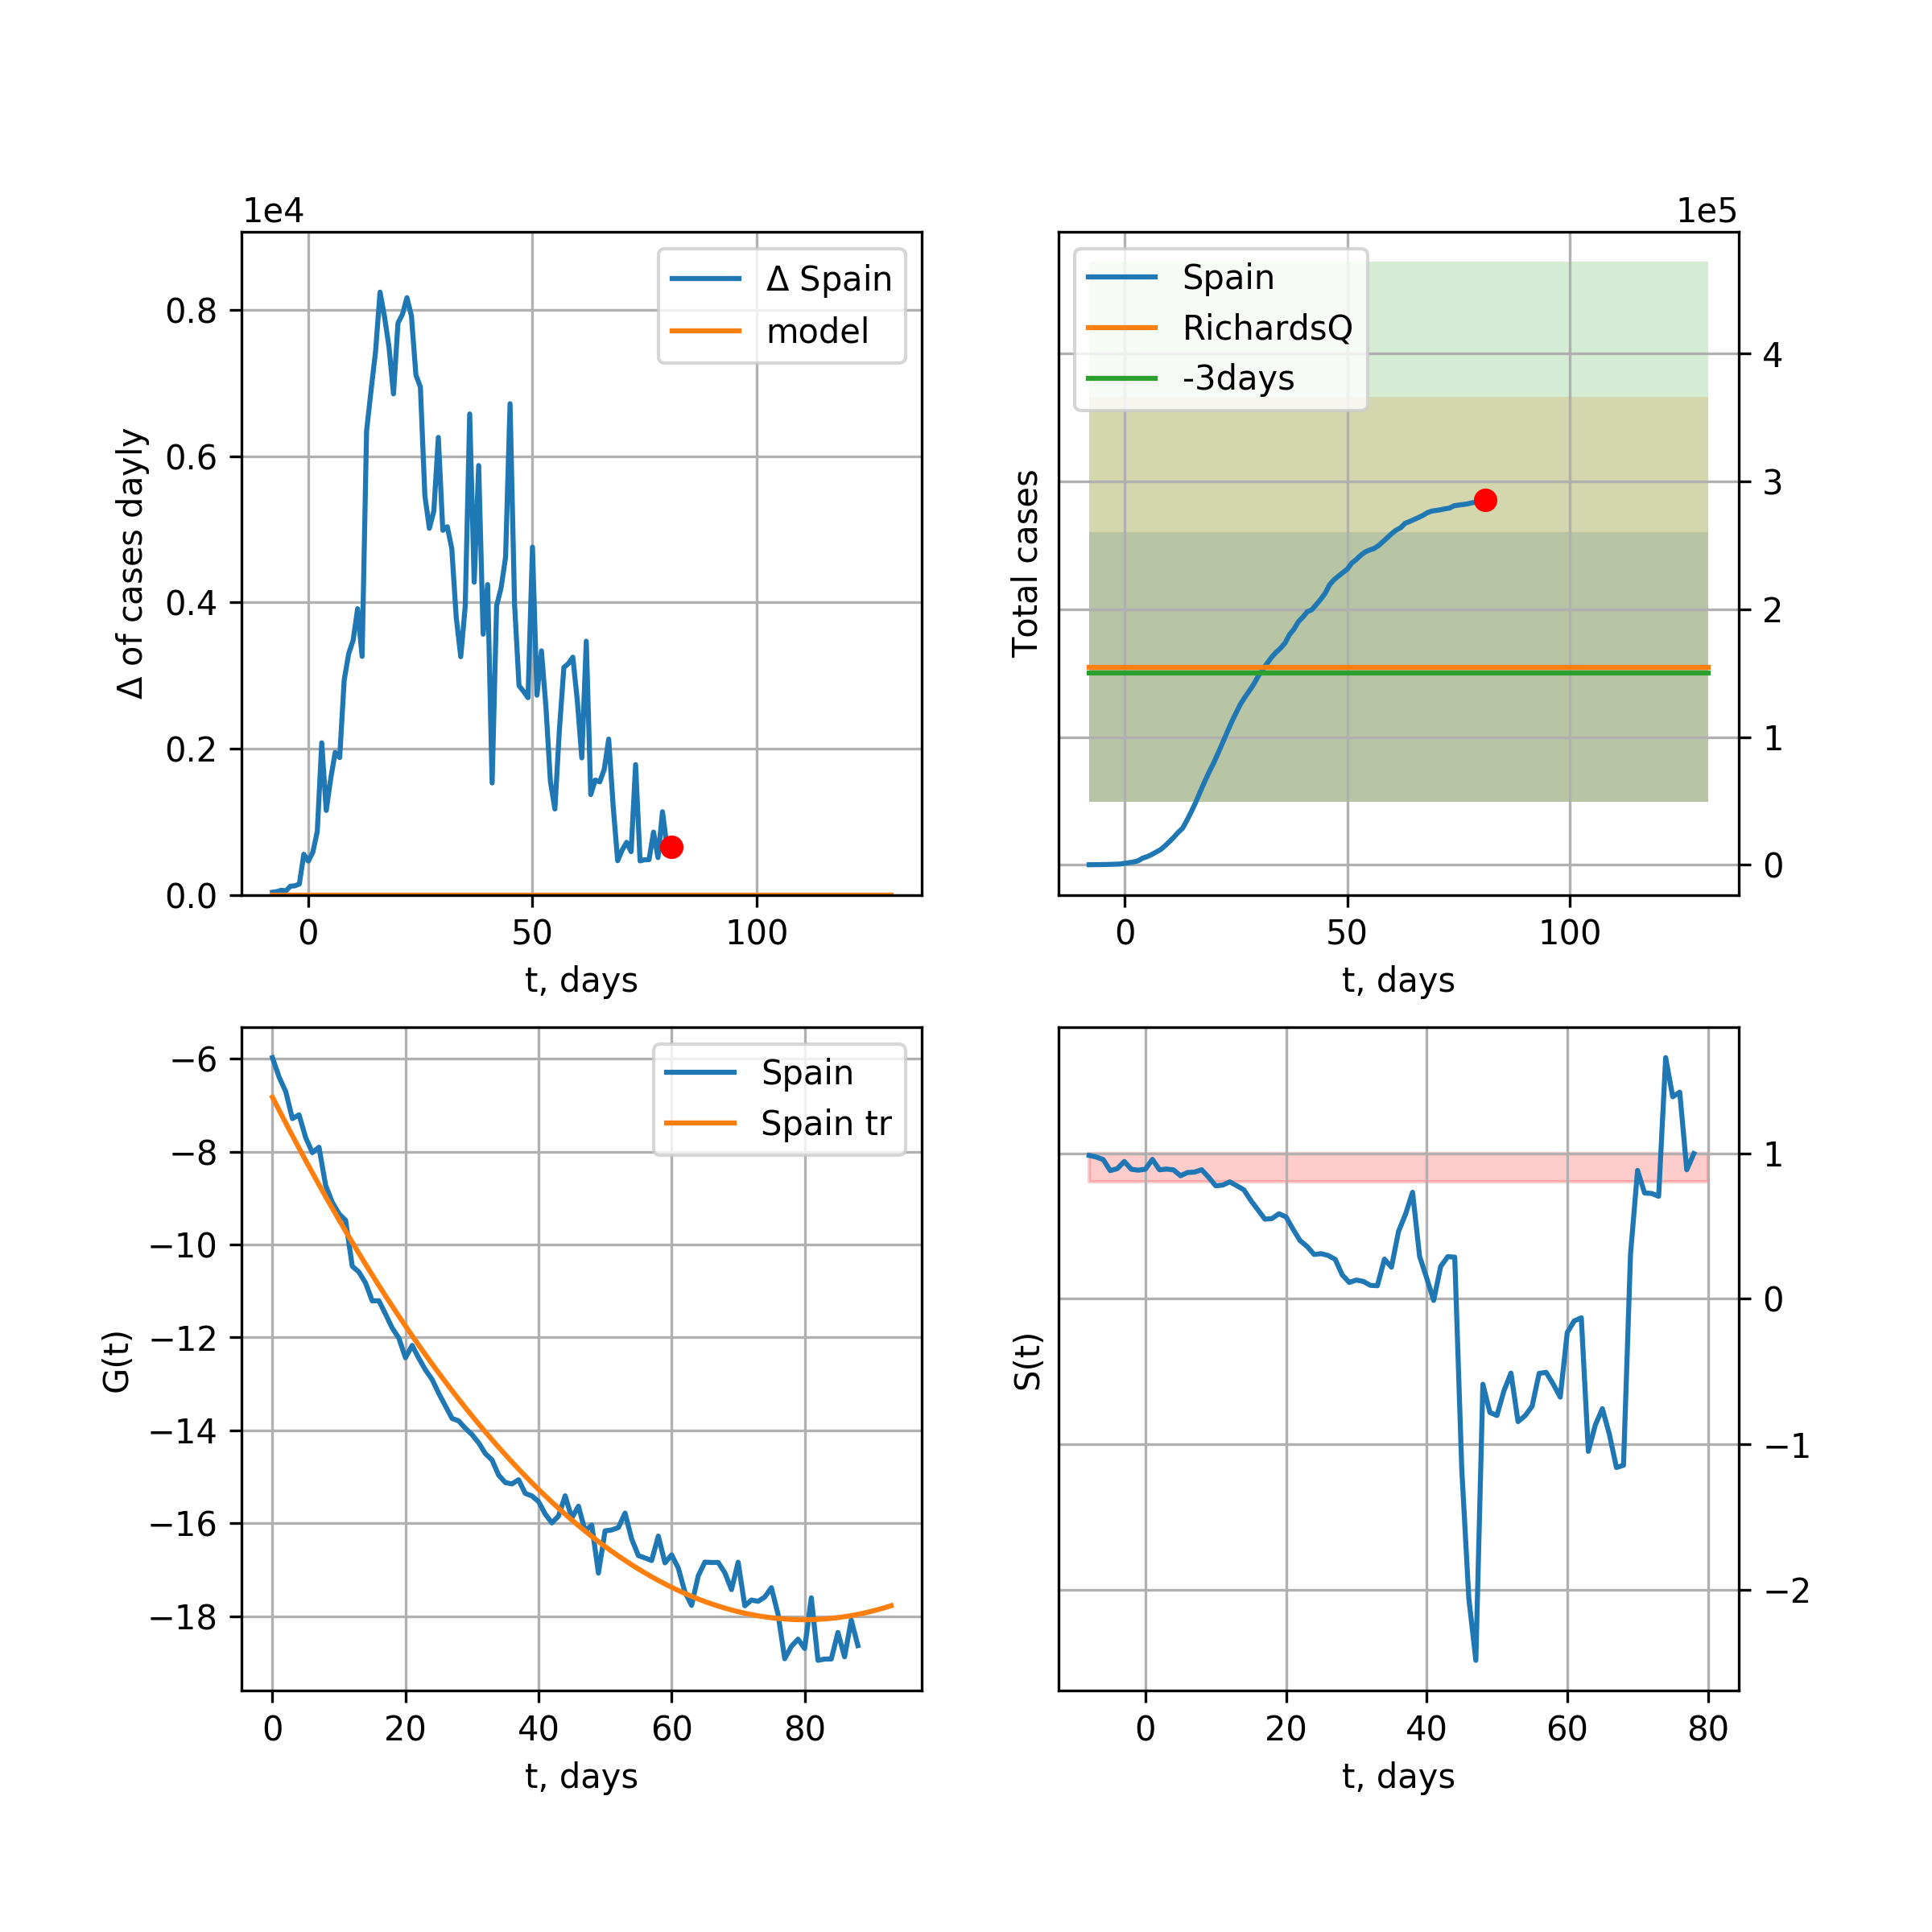 1e4
Δ of cases dayly
0.8
0.6
0.4
0.2
0.0
0
50
100
t, days
Δ Spain
model
1e5
Total cases
4
3
2
1
0
0
50
100
t, days
Spain
RichardsQ
-3days
G(t)
−6
−8
−10
−12
−14
−16
−18
0
20
40
60
80
t, days
Spain
Spain tr
S(t)
1
0
−1
−2
0
20
40
60
80
t, days